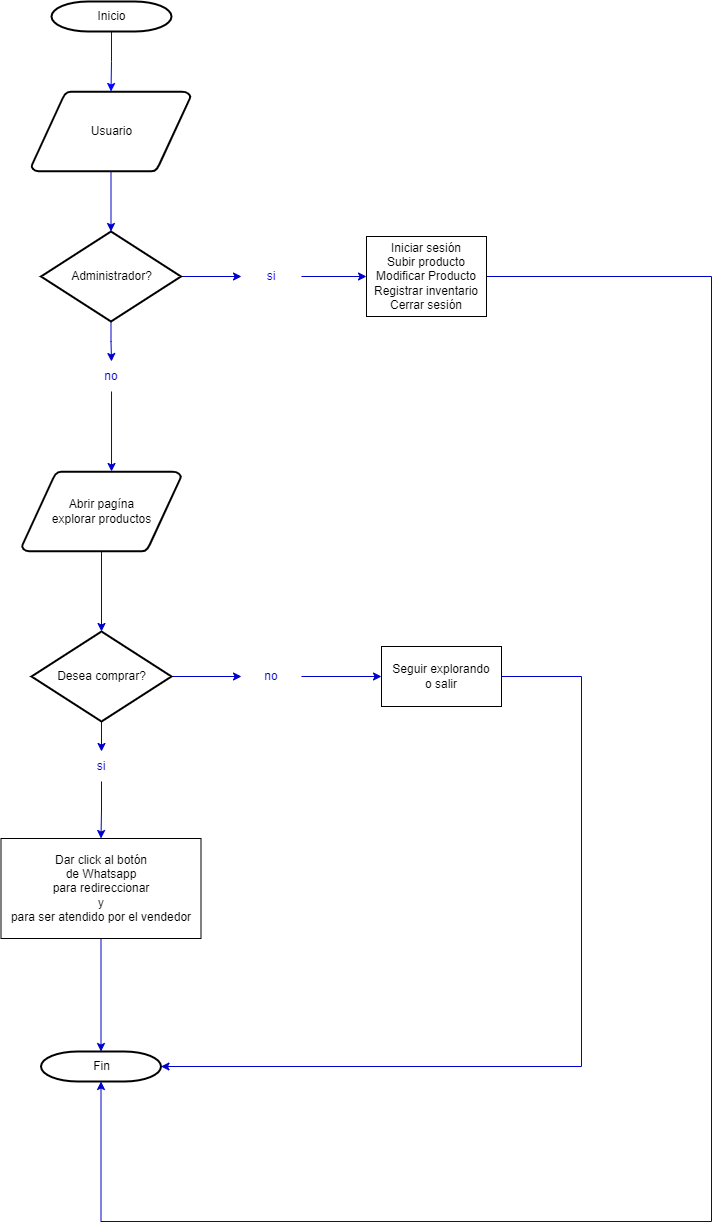 Inicio
Usuario
Administrador?
si
Iniciar sesión
Subir producto
Modificar Producto
Registrar inventario
Cerrar sesión
no
Abrir pagína
explorar productos
Desea comprar?
no
Seguir explorando
o salir
si
Dar click al botón
de Whatsapp
para redireccionar
y
para ser atendido por el vendedor
Fin